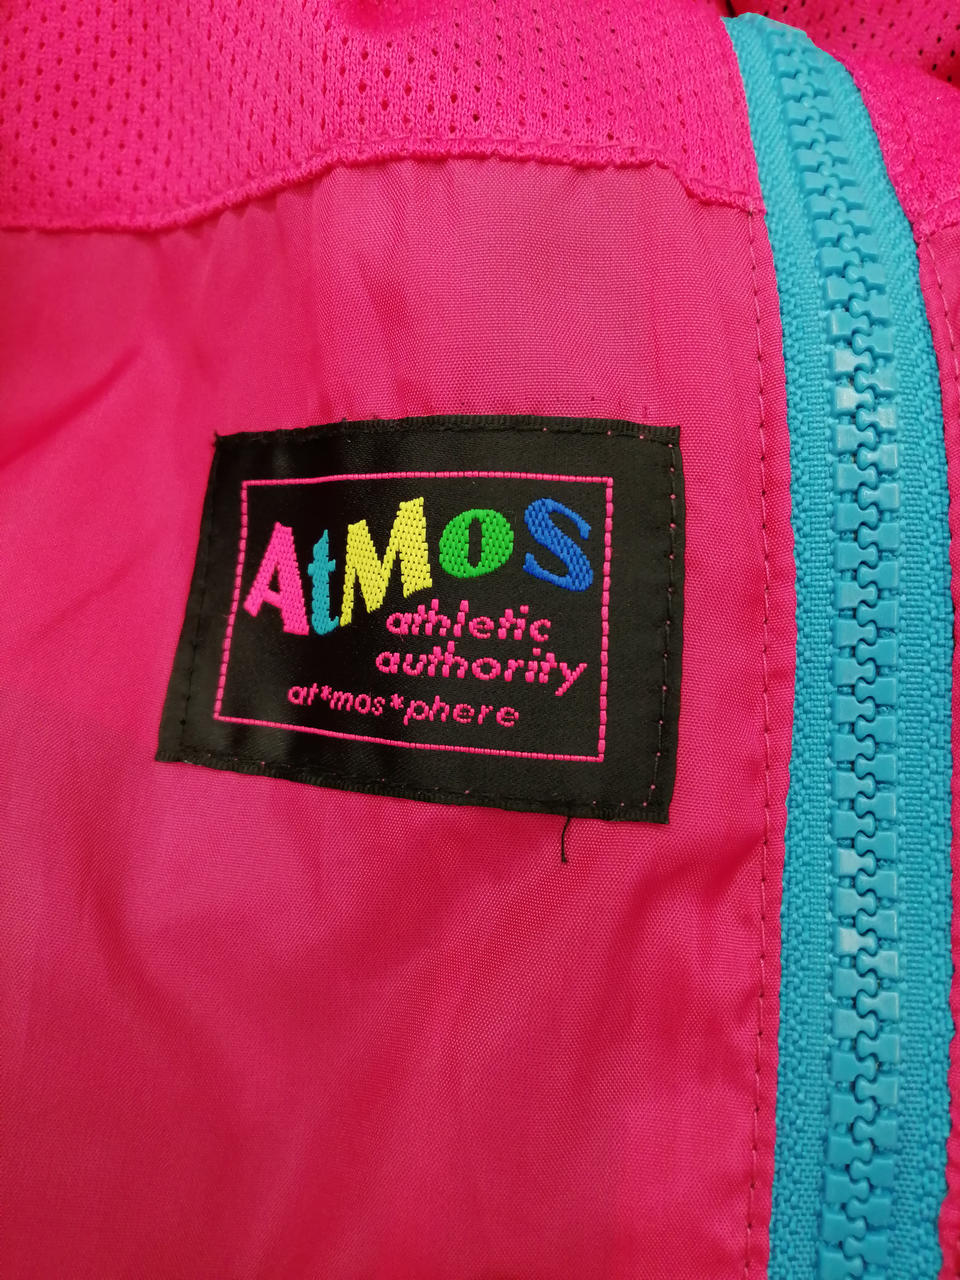 AtMoS
athletic
authority
at*mos*phere